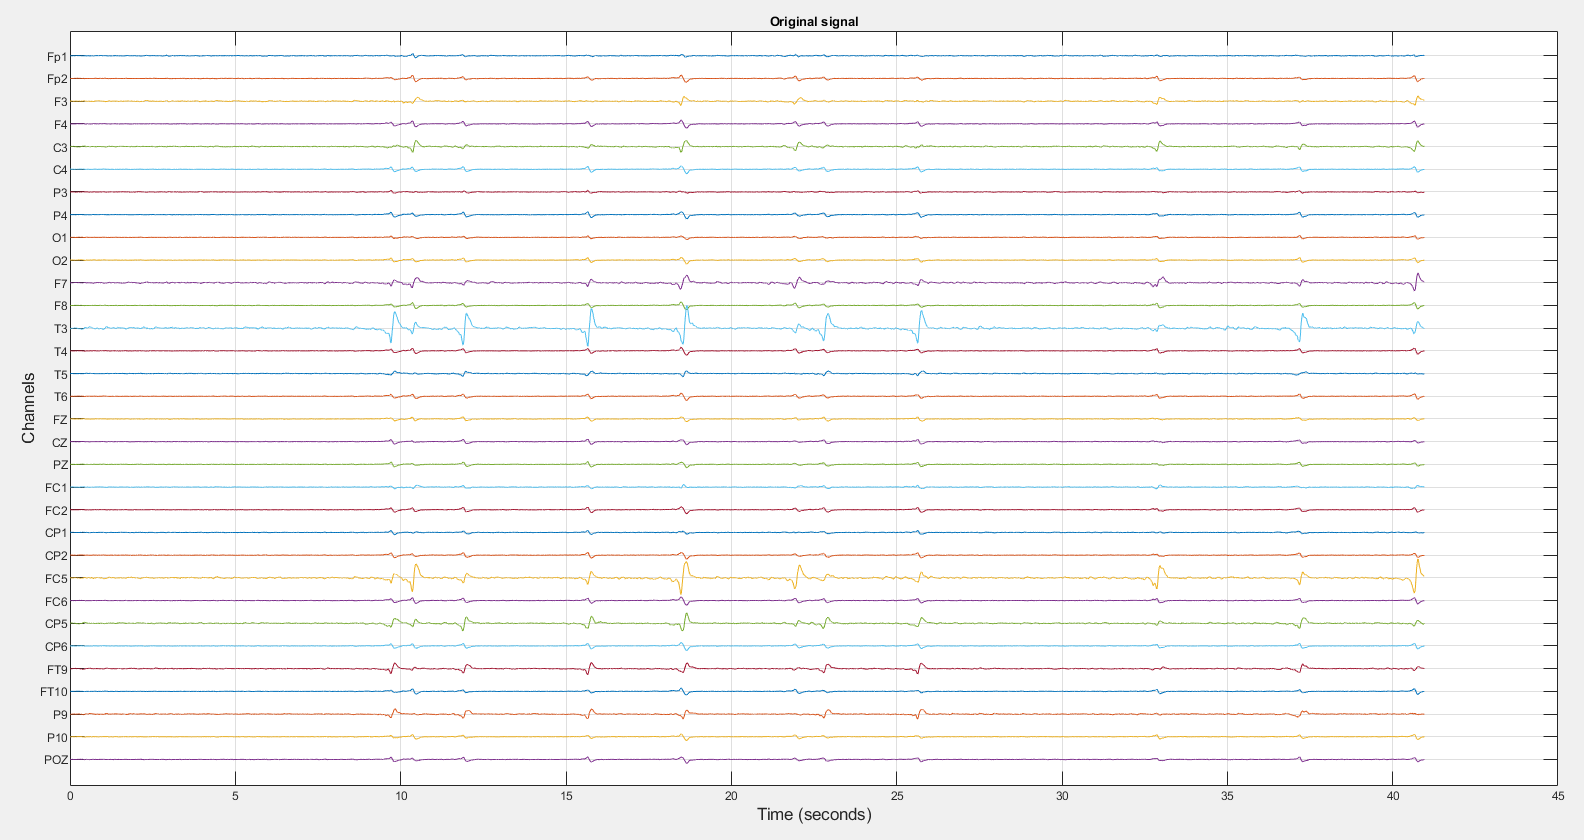 Original signal
Fp1
Fp2
F3
F4
C3
C4
P3
P4
O1
O2
F7
F8
T3
T4
T5
T6
FZ
CZ
PZ
FC1
FC2
CP1
CP2
FC5
FC6
CP5
CP6
FT9
FT10
P9
P10
POZ
Channels
0 5 10 15 20 25 30 35 40 45
Time (seconds)